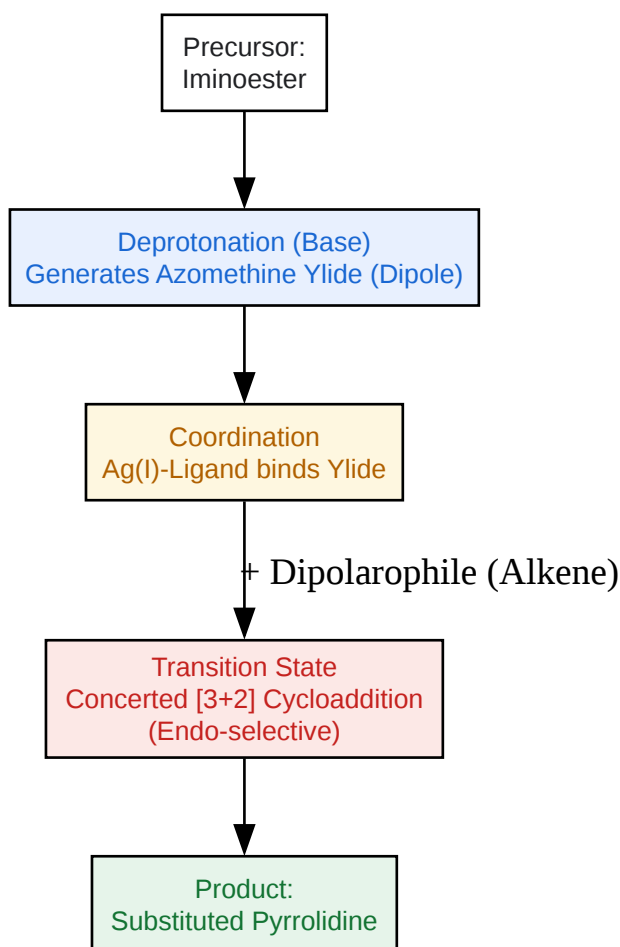 Precursor:
Iminoester
Deprotonation (Base)
Generates Azomethine Ylide (Dipole)
Coordination
Ag(I)-Ligand binds Ylide
+ Dipolarophile (Alkene)
Transition State
Concerted [3+2] Cycloaddition
(Endo-selective)
Product:
Substituted Pyrrolidine